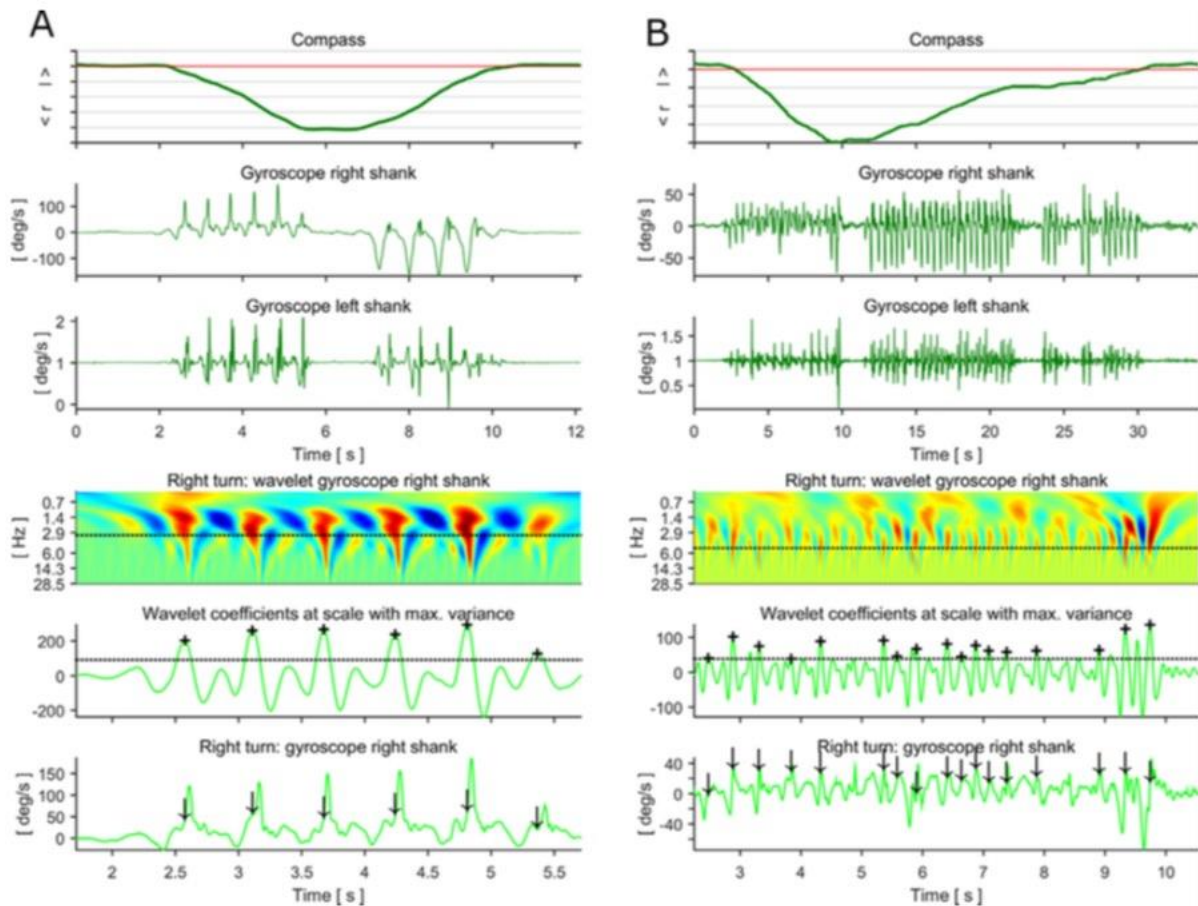 A
Compass
< r l >
Gyroscope right shank
[ deg/s ]
100
0
-100
Gyroscope left shank
[ deg/s ]
2
1
0
0 2 4 6 8 10 12
Time [ s ]
Right turn: wavelet gyroscope right shank
[ Hz ]
0.7
1.4
2.9
6.0
14.3
28.5
Wavelet coefficients at scale with max. variance
200
0
-200
Right turn: gyroscope right shank
[ deg/s ]
150
100
50
0
2 2.5 3 3.5 4 4.5 5 5.5
Time [ s ]
B
Compass
< r l >
Gyroscope right shank
[ deg/s ]
50
0
-50
Gyroscope left shank
[ deg/s ]
1.5
1
0.5
0 5 10 15 20 25 30
Time [ s ]
Right turn: wavelet gyroscope right shank
[ Hz ]
0.7
1.4
2.9
6.0
14.3
28.5
Wavelet coefficients at scale with max. variance
100
0
-100
Right turn: gyroscope right shank
[ deg/s ]
40
0
-40
3 4 5 6 7 8 9 10
Time [ s ]